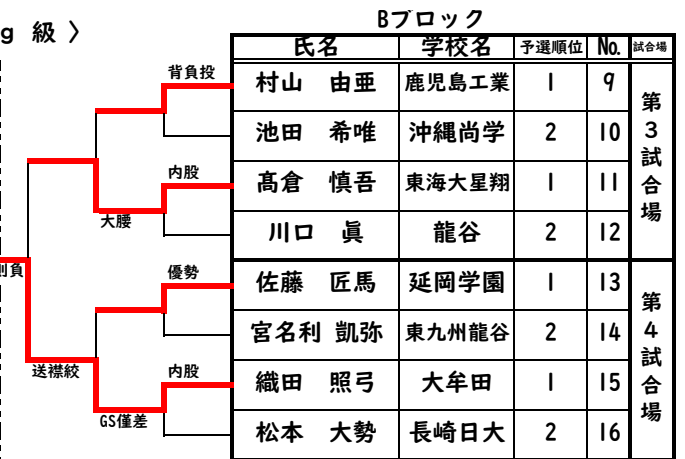 Bブロック
g 級 〉
氏名 学校名 予選順位 No. 試合場
背負投
村山 由亜 鹿児島工業 1 9
池田 希唯 沖縄尚学 2 10
内股
髙倉 慎吾 東海大星翔 1 11
大腰
川口 眞 龍谷 2 12
第3試合場
則負
優勢
佐藤 匠馬 延岡学園 1 13
宮名利 凱弥 東九州龍谷 2 14
送襟絞
内股
織田 照弓 大牟田 1 15
GS僅差
松本 大勢 長崎日大 2 16
第4試合場